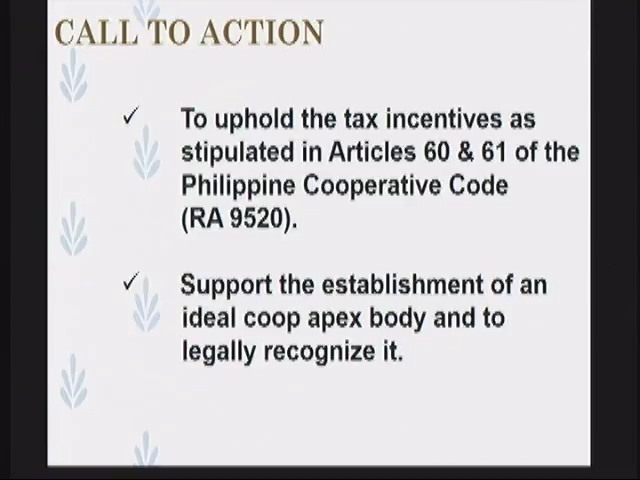 CALL TO ACTION
✓ To uphold the tax incentives as
stipulated in Articles 60 & 61 of the
Philippine Cooperative Code
(RA 9520).
✓ Support the establishment of an
ideal coop apex body and to
legally recognize it.